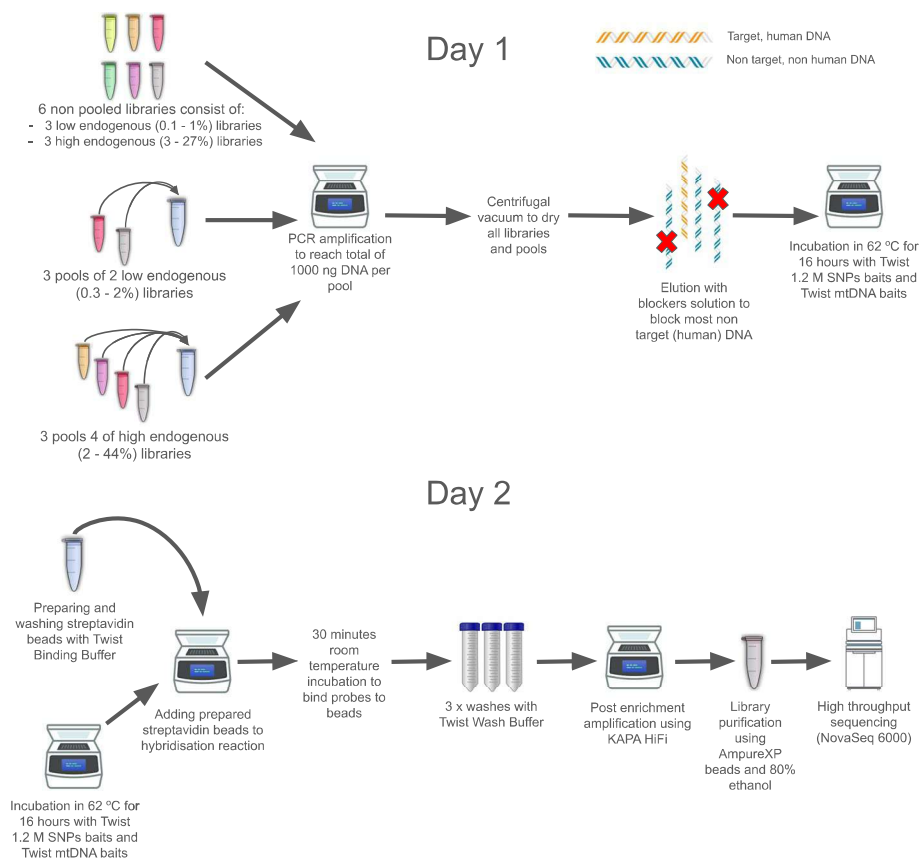 Day 1
Target, human DNA
Non target, non human DNA
6 non pooled libraries consist of:
- 3 low endogenous (0.1 - 1%) libraries
- 3 high endogenous (3 - 27%) libraries
3 pools of 2 low endogenous
(0.3 - 2%) libraries
3 pools 4 of high endogenous
(2 - 44%) libraries
PCR amplification
to reach total of
1000 ng DNA per
pool
Centrifugal
vacuum to dry
all libraries
and pools
Elution with
blockers solution to
block most non
target (human) DNA
Incubation in 62 ºC for
16 hours with Twist
1.2 M SNPs baits and
Twist mtDNA baits
Day 2
Preparing and
washing streptavidin
beads with Twist
Binding Buffer
Incubation in 62 ºC for
16 hours with Twist
1.2 M SNPs baits and
Twist mtDNA baits
Adding prepared
streptavidin beads to
hybridisation reaction
30 minutes
room
temperature
incubation to
bind probes to
beads
3 x washes with
Twist Wash Buffer
Post enrichment
amplification using
KAPA HiFi
Library
purification
using
AmpureXP
beads and 80%
ethanol
High throughput
sequencing
(NovaSeq 6000)